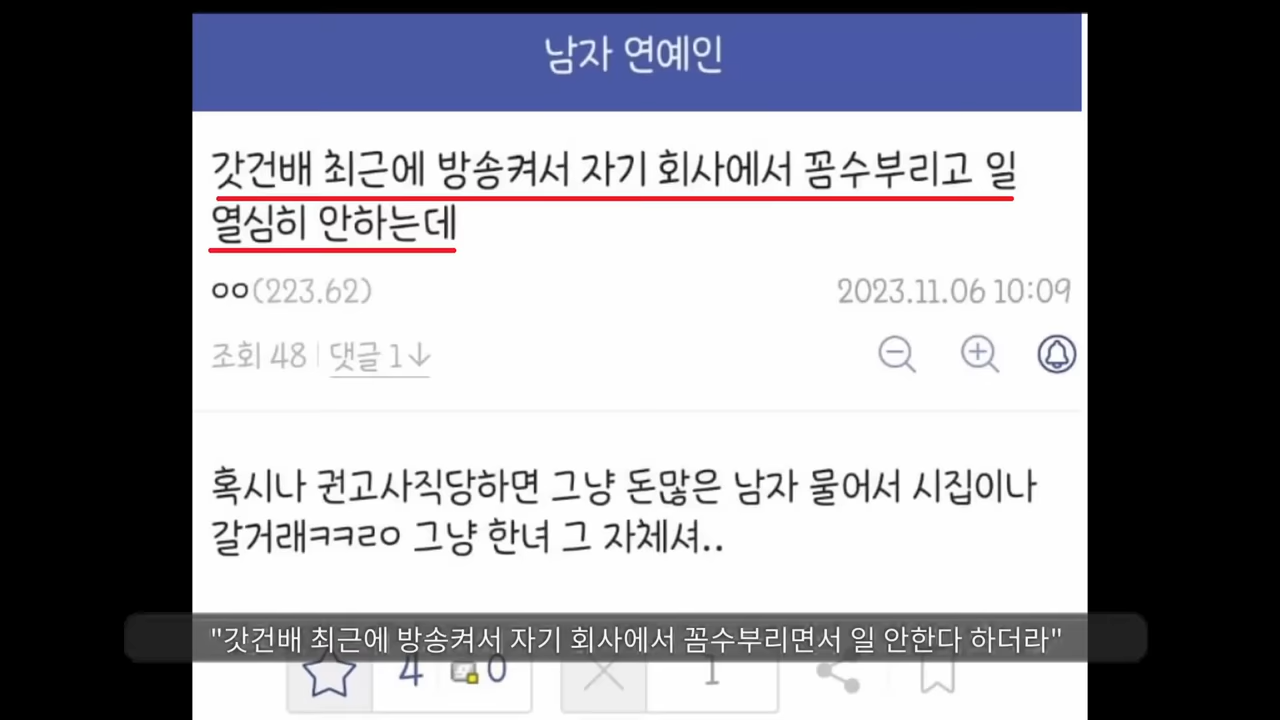 남자 연예인
갓건배 최근에 방송켜서 자기 회사에서 꼼수부리고 일
열심히 안하는데
ㅇㅇ(223.62)
2023.11.06 10:09
조회 48 | 댓글 1↓
혹시나 권고사직당하면 그냥 돈많은 남자 물어서 시집이나
갈거래ㅋㅋㄹㅇ 그냥 한녀 그 자체셔..
"갓건배 최근에 방송켜서 자기 회사에서 꼼수부리면서 일 안한다 하더라"
4 0 1